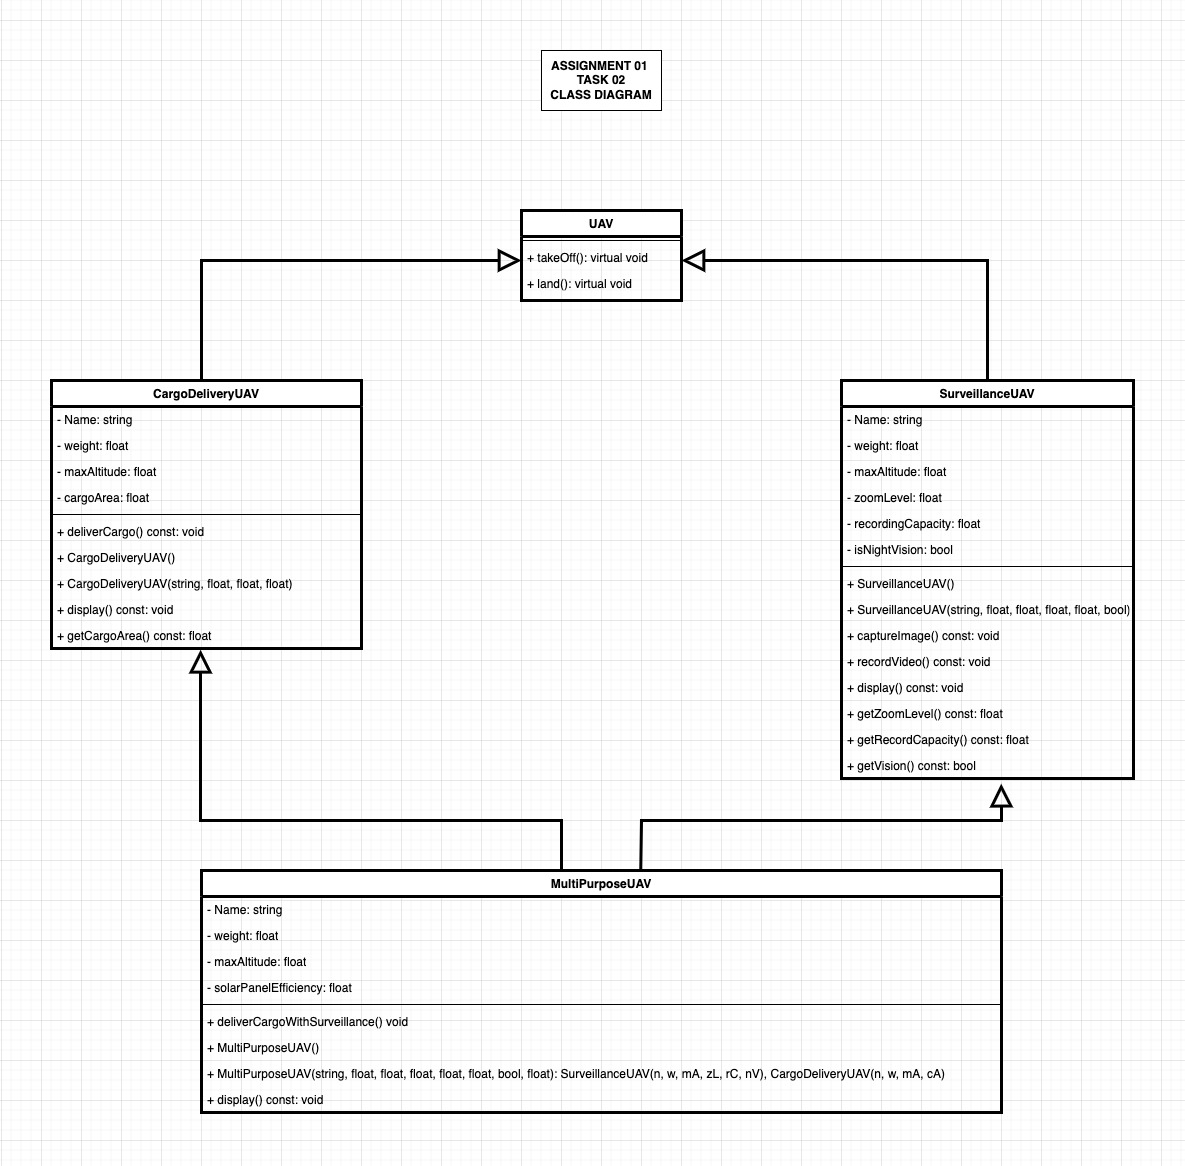 ASSIGNMENT 01
TASK 02
CLASS DIAGRAM
UAV
+ takeOff(): virtual void
+ land(): virtual void
CargoDeliveryUAV
- Name: string
- weight: float
- maxAltitude: float
- cargoArea: float
+ deliverCargo() const: void
+ CargoDeliveryUAV()
+ CargoDeliveryUAV(string, float, float, float)
+ display() const: void
+ getCargoArea() const: float
SurveillanceUAV
- Name: string
- weight: float
- maxAltitude: float
- zoomLevel: float
- recordingCapacity: float
- isNightVision: bool
+ SurveillanceUAV()
+ SurveillanceUAV(string, float, float, float, float, bool)
+ captureImage() const: void
+ recordVideo() const: void
+ display() const: void
+ getZoomLevel() const: float
+ getRecordCapacity() const: float
+ getVision() const: bool
MultiPurposeUAV
- Name: string
- weight: float
- maxAltitude: float
- solarPanelEfficiency: float
+ deliverCargoWithSurveillance() void
+ MultiPurposeUAV()
+ MultiPurposeUAV(string, float, float, float, float, float, bool, float): SurveillanceUAV(n, w, mA, zL, rC, nV), CargoDeliveryUAV(n, w, mA, cA)
+ display() const: void